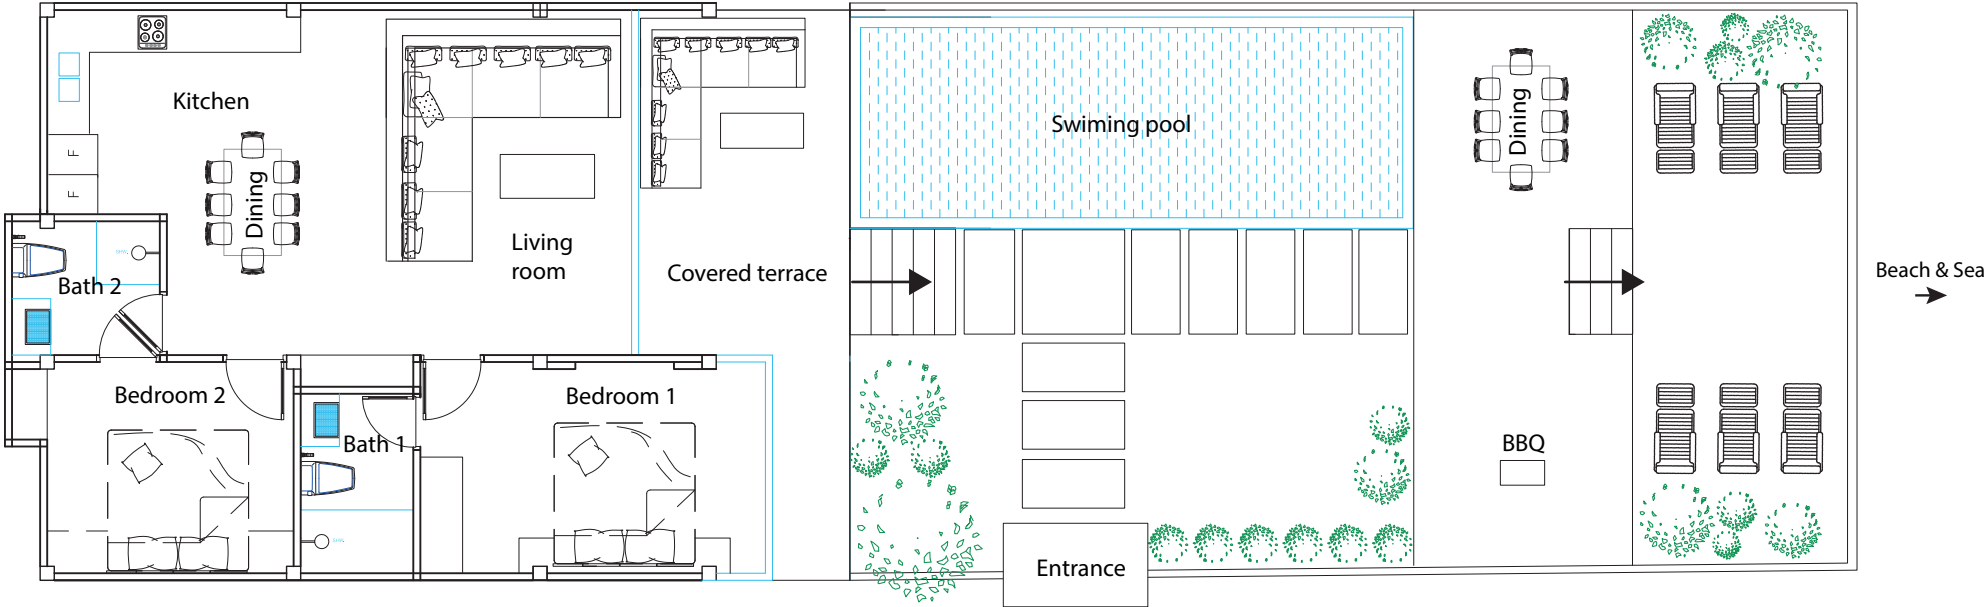 Kitchen
F
F
Dining
Living
room
Covered terrace
Swiming pool
Dining
Beach & Sea
Bath 2
Bedroom 2
Bath 1
Bedroom 1
BBQ
Entrance